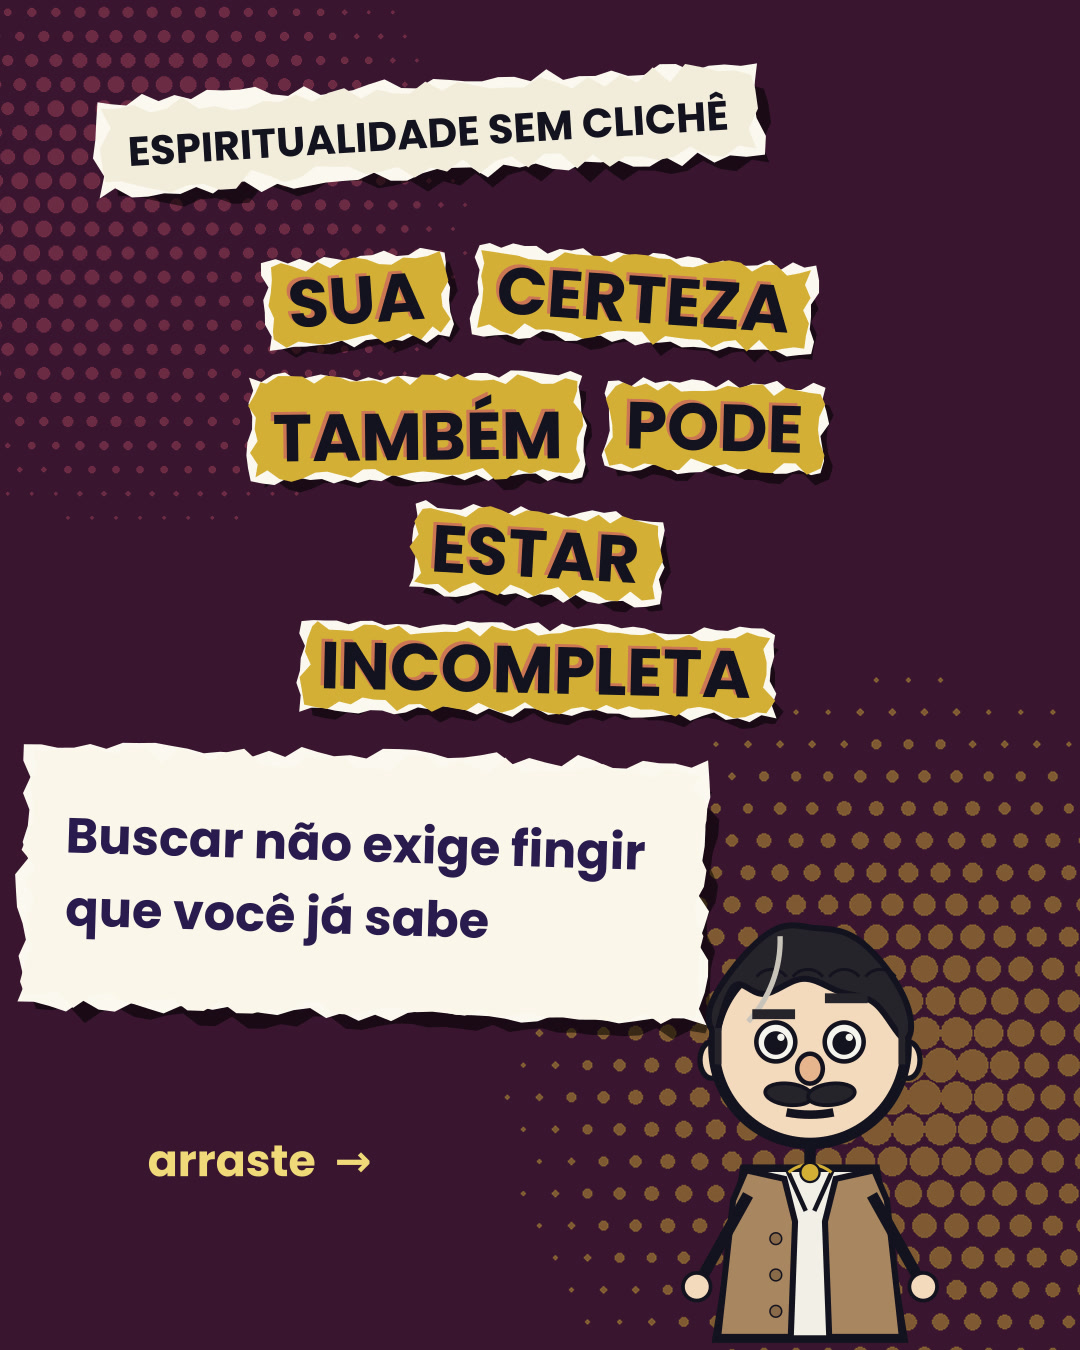 ESPIRITUALIDADE SEM CLICHÊ
SUA CERTEZA
TAMBÉM PODE
ESTAR
INCOMPLETA
Buscar não exige fingir
que você já sabe
arraste →